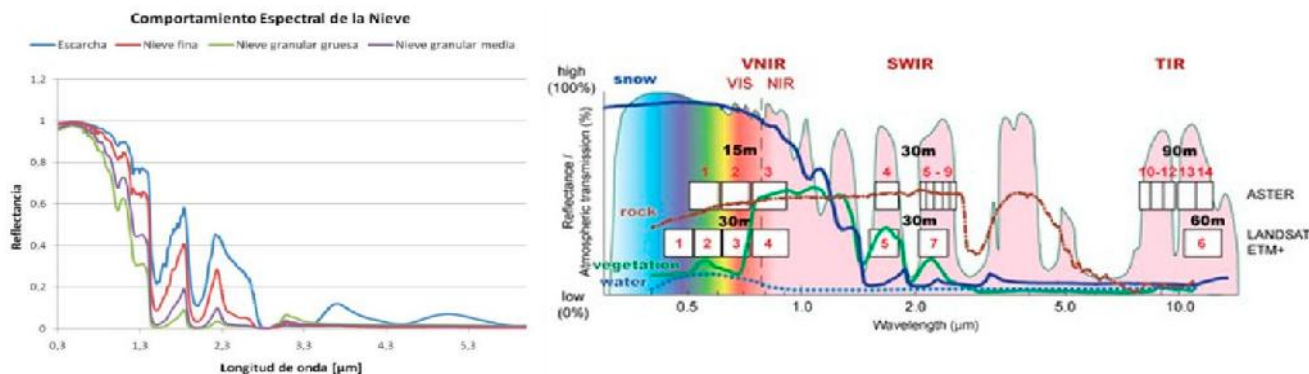 Comportamiento Espectral de la Nieve
Escarcha Nieve fina Nieve granular gruesa Nieve granular media
1,2
1
0,8
0,6
0,4
0,2
0
Reflectancia
0,3 1,3 2,3 3,3 4,3 5,3
Longitud de onda [µm]
VNIR SWIR TIR
VIS NIR
high
(100%)
snow
15m 30m 90m
1 2 3 4 5 - 9 10-12 13 14
ASTER
rock
30m 30m 60m
1 2 3 4 5 7 6
LANDSAT
ETM+
vegetation
water
low
(0%)
Reflectance /
Atmospheric transmission (%)
0.5 1.0 2.0 5.0 10.0
Wavelength (µm)